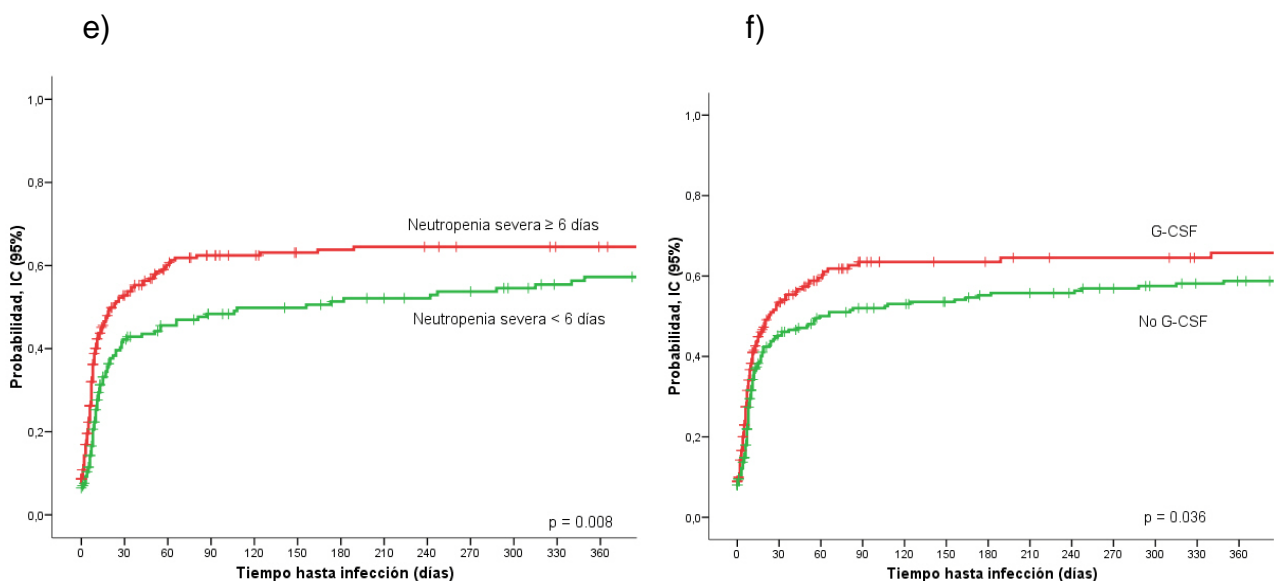 e)
Probabilidad, IC (95%)
1,0
0,8
0,6
0,4
0,2
0,0
Neutropenia severa ≥ 6 días
Neutropenia severa < 6 días
p = 0.008
0 30 60 90 120 150 180 210 240 270 300 330 360
Tiempo hasta infección (días)
f)
Probabilidad, IC (95%)
1,0
0,8
0,6
0,4
0,2
0,0
G-CSF
No G-CSF
p = 0.036
0 30 60 90 120 150 180 210 240 270 300 330 360
Tiempo hasta infección (días)